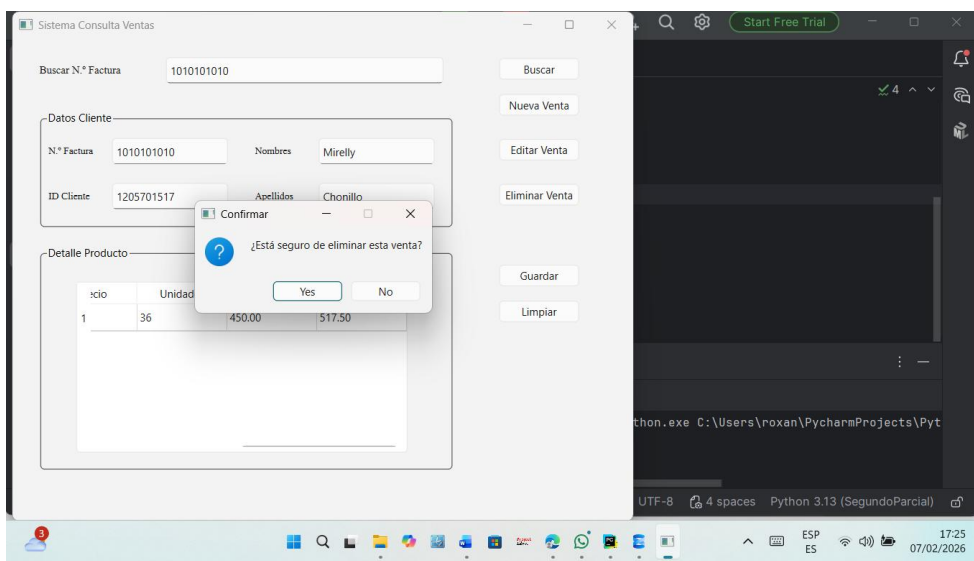 Sistema Consulta Ventas
Start Free Trial
Buscar N.º Factura 1010101010 Buscar
4
Nueva Venta
Datos Cliente
N.º Factura 1010101010 Nombres Mirelly Editar Venta
ID Cliente 1205701517 Apellidos Chonillo Eliminar Venta
Confirmar
¿Está seguro de eliminar esta venta?
Yes No
Detalle Producto
Guardar
ecio Unidad
1 36 450.00 517.50
Limpiar
thon.exe C:\Users\roxan\PycharmProjects\Pyt
UTF-8 4 spaces Python 3.13 (SegundoParcial)
3
ESP
ES
17:25
07/02/2026